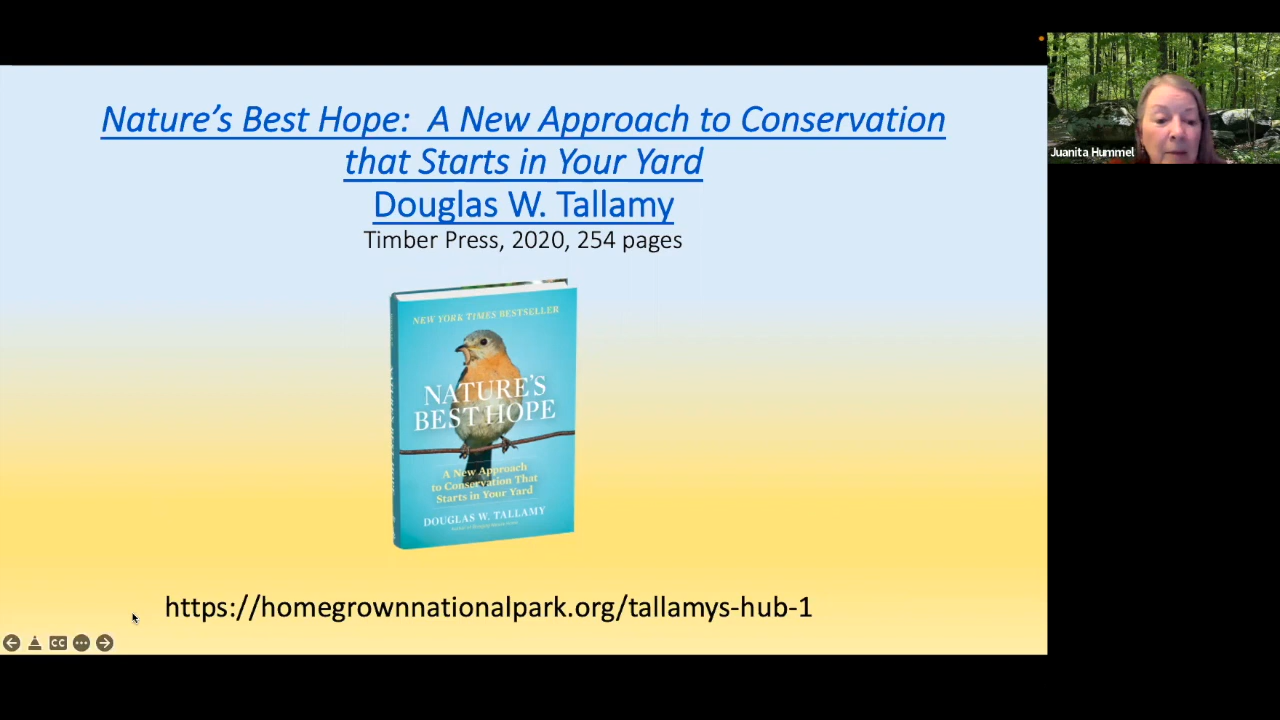 Nature's Best Hope:  A New Approach to Conservation
that Starts in Your Yard
Douglas W. Tallamy
Timber Press, 2020, 254 pages
NEW YORK TIMES BESTSELLER
NATURE'S
BEST HOPE
A New Approach
to Conservation That
Starts in Your Yard
DOUGLAS W. TALLAMY
https://homegrownnationalpark.org/tallamys-hub-1
CC
Juanita Hummel